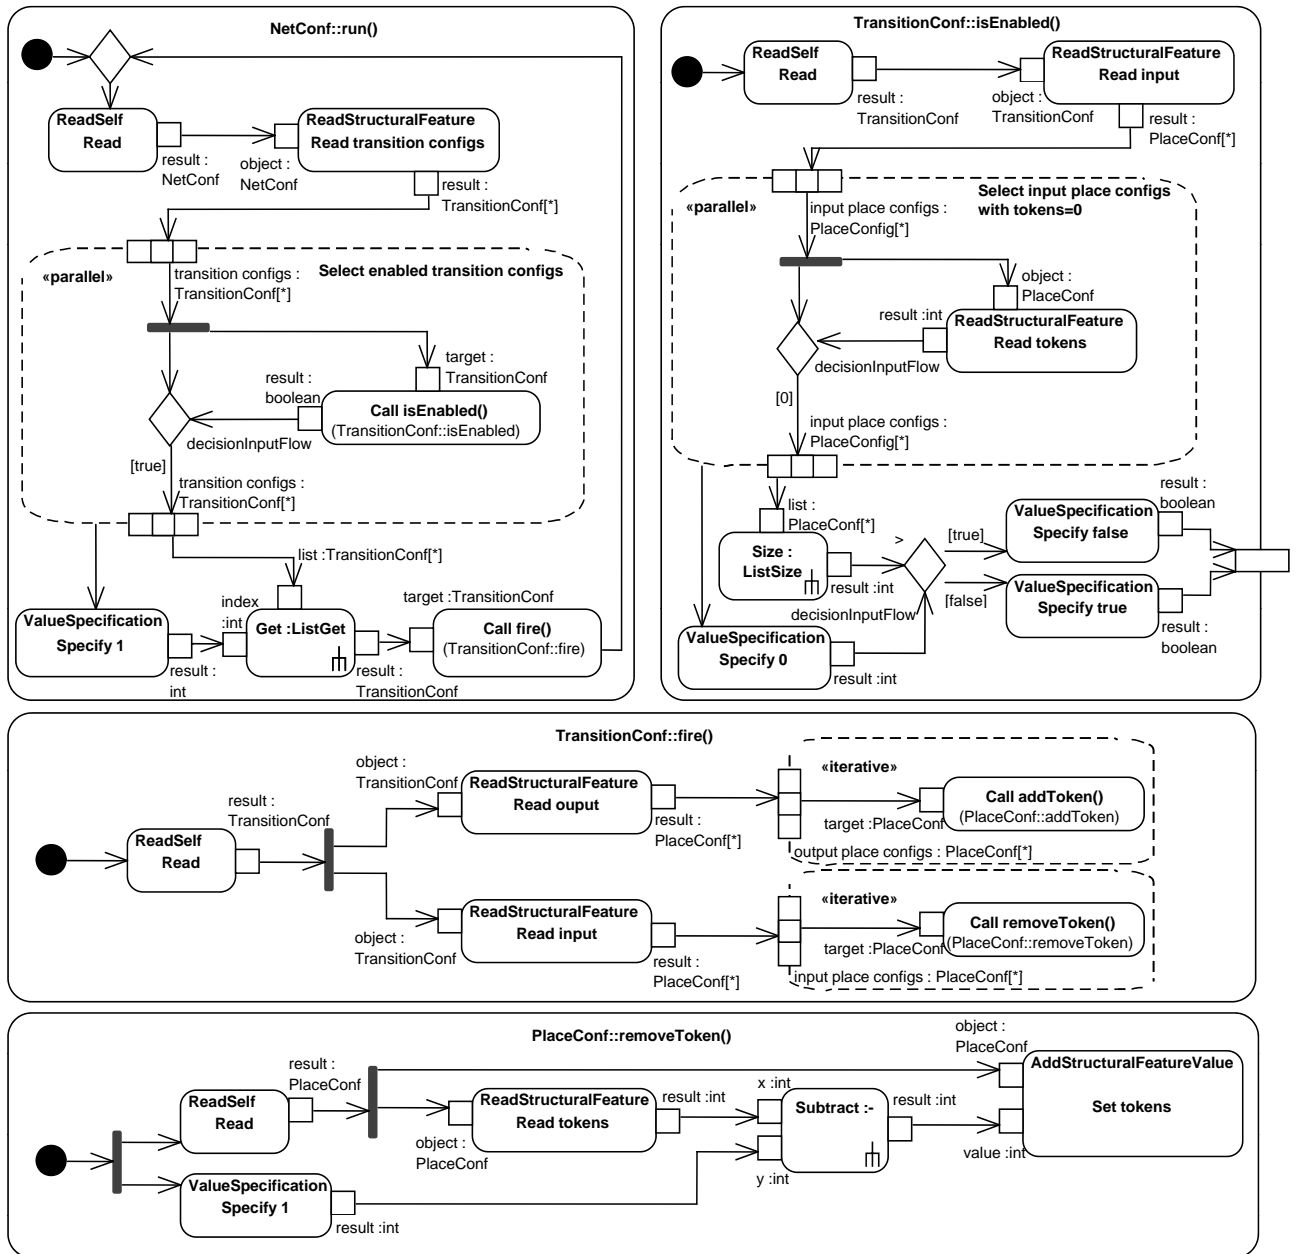 NetConf::run()
ReadSelf
Read
result :
NetConf
object :
NetConf
ReadStructuralFeature
Read transition configs
result :
TransitionConf[*]
«parallel»
transition configs :
TransitionConf[*]
Select enabled transition configs
target :
TransitionConf
result :
boolean
Call isEnabled()
(TransitionConf::isEnabled)
decisionInputFlow
[true]
transition configs :
TransitionConf[*]
list :TransitionConf[*]
ValueSpecification
Specify 1
result :
int
index
:int
Get :ListGet
result :
TransitionConf
target :TransitionConf
Call fire()
(TransitionConf::fire)
TransitionConf::isEnabled()
ReadSelf
Read
result :
TransitionConf
object :
TransitionConf
ReadStructuralFeature
Read input
result :
PlaceConf[*]
«parallel»
Select input place configs
with tokens=0
input place configs :
PlaceConfig[*]
object :
PlaceConf
result :int
ReadStructuralFeature
Read tokens
decisionInputFlow
[0]
input place configs :
PlaceConfig[*]
list :
PlaceConf[*]
Size :
ListSize
result :int
>
decisionInputFlow
[true]
[false]
ValueSpecification
Specify false
result :
boolean
ValueSpecification
Specify true
result :
boolean
ValueSpecification
Specify 0
result :int
TransitionConf::fire()
ReadSelf
Read
result :
TransitionConf
object :
TransitionConf
ReadStructuralFeature
Read ouput
result :
PlaceConf[*]
«iterative»
target :PlaceConf
Call addToken()
(PlaceConf::addToken)
output place configs : PlaceConf[*]
object :
TransitionConf
ReadStructuralFeature
Read input
result :
PlaceConf[*]
«iterative»
target :PlaceConf
Call removeToken()
(PlaceConf::removeToken)
input place configs : PlaceConf[*]
PlaceConf::removeToken()
ReadSelf
Read
result :
PlaceConf
object :
PlaceConf
ReadStructuralFeature
Read tokens
result :int
x :int
y :int
Subtract :-
result :int
object :
PlaceConf
value :int
AddStructuralFeatureValue
Set tokens
ValueSpecification
Specify 1
result :int